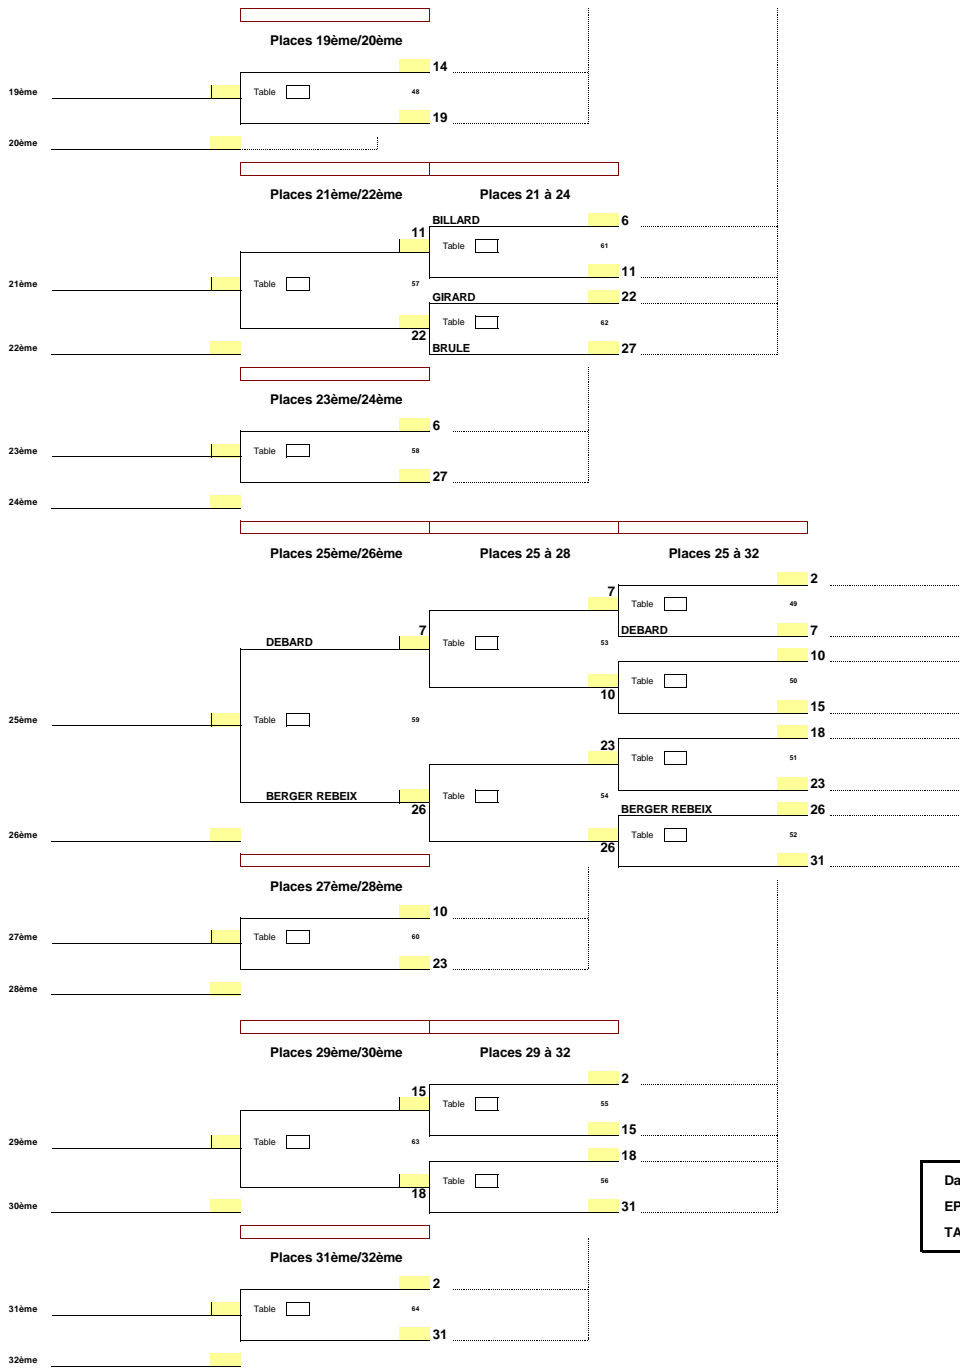 Places 19ème/20ème
14
19ème Table 48
19
20ème
Places 21ème/22ème Places 21 à 24
BILLARD 6
11
Table 61
11
21ème Table 57
GIRARD 22
Table 62
22
22ème BRULE 27
Places 23ème/24ème
6
23ème Table 58
27
24ème
Places 25ème/26ème Places 25 à 28 Places 25 à 32
2
7
Table 49
DEBARD 7 DEBARD 7
Table 53
10
Table 50
10
15
25ème Table 59
18
23
Table 51
23
BERGER REBEIX Table 54
26 BERGER REBEIX 26
26ème Table 52
26
31
Places 27ème/28ème
10
27ème Table 60
23
28ème
Places 29ème/30ème Places 29 à 32
2
15
Table 55
15
29ème Table 63
18
Table 56
18
30ème 31
Da
EP
TA
Places 31ème/32ème
2
31ème Table 64
31
32ème